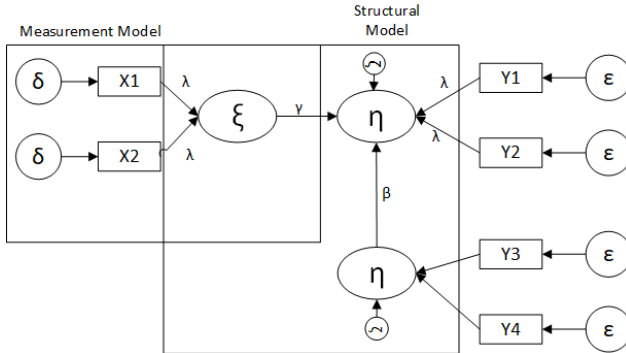 Measurement Model
Structural
Model
δ
X1
λ
ξ
γ
ζ
η
λ
Y1
ε
δ
X2
λ
λ
Y2
ε
β
η
Y3
ε
ζ
Y4
ε